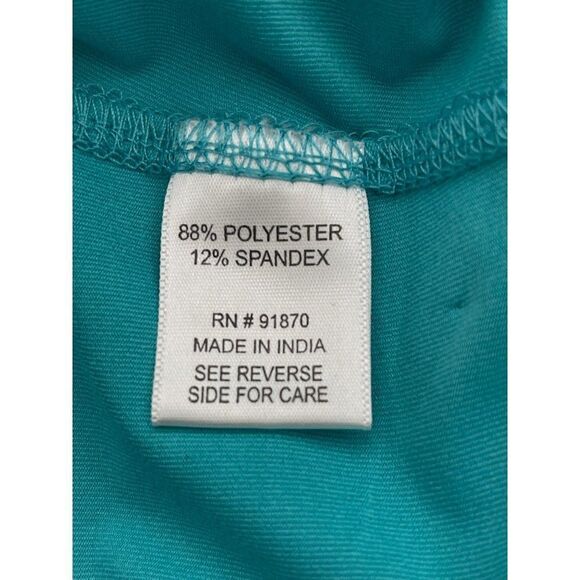 88% POLYESTER
12% SPANDEX
RN # 91870
MADE IN INDIA
SEE REVERSE
SIDE FOR CARE